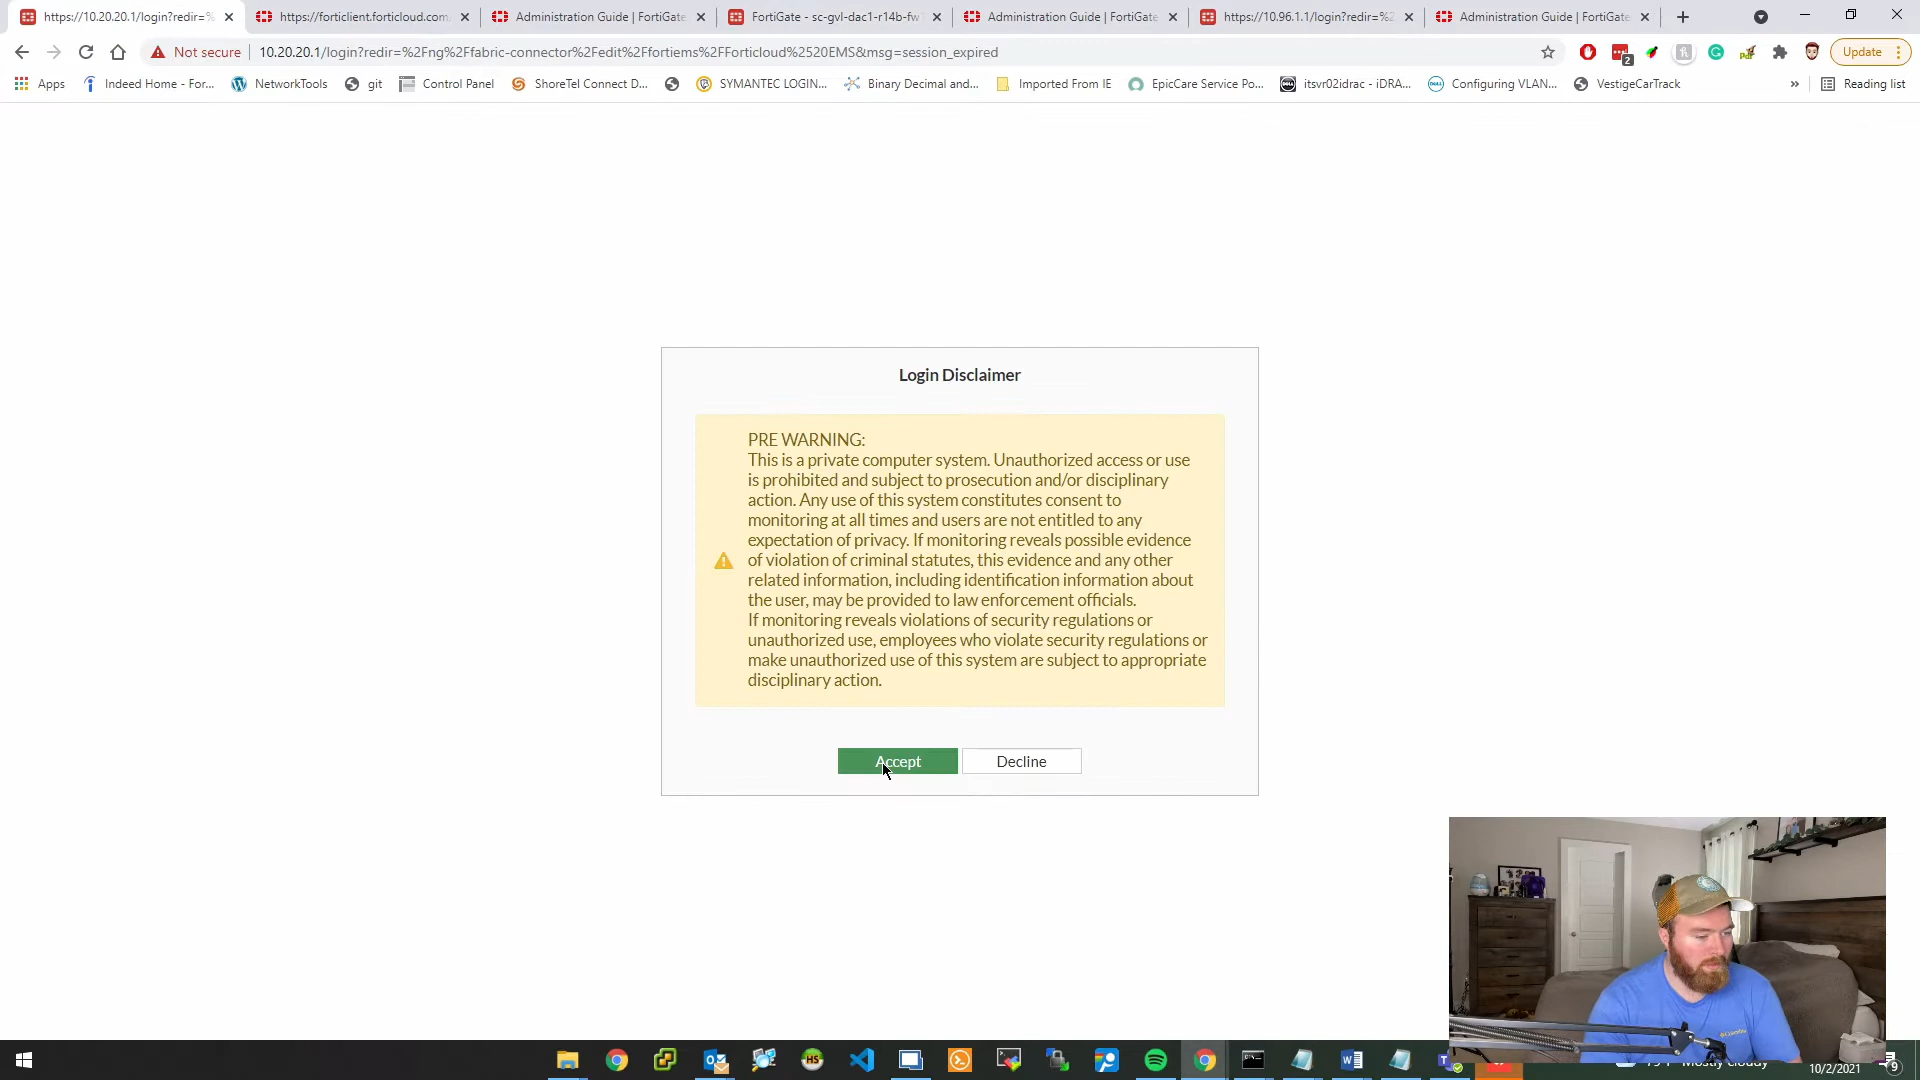 https://10.20.20.1/login?redir=%
https://forticlient.forticloud.com
Administration Guide | FortiGate
FortiGate - sc-gvl-dac1-r14b-fw
Administration Guide | FortiGate
https://10.96.1.1/login?redir=%2
Administration Guide | FortiGate
Not secure
10.20.20.1/login?redir=%2Fng%2Ffabric-connector%2Fedit%2Ffortiems%2FForticloud%2520EMS&msg=session_expired
2
Update
Apps
Indeed Home - For...
NetworkTools
git
Control Panel
ShoreTel Connect D...
SYMANTEC LOGIN...
Binary Decimal and...
Imported From IE
EpicCare Service Po...
itsvr02idrac - iDRA...
Configuring VLAN...
VestigeCarTrack
»
Reading list
Login Disclaimer
PRE WARNING:
This is a private computer system. Unauthorized access or use
is prohibited and subject to prosecution and/or disciplinary
action. Any use of this system constitutes consent to
monitoring at all times and users are not entitled to any
expectation of privacy. If monitoring reveals possible evidence
of violation of criminal statutes, this evidence and any other
related information, including identification information about
the user, may be provided to law enforcement officials.
If monitoring reveals violations of security regulations or
unauthorized use, employees who violate security regulations or
make unauthorized use of this system are subject to appropriate
disciplinary action.
Accept
Decline
HS
Mostly cloudy
10/2/2021
9